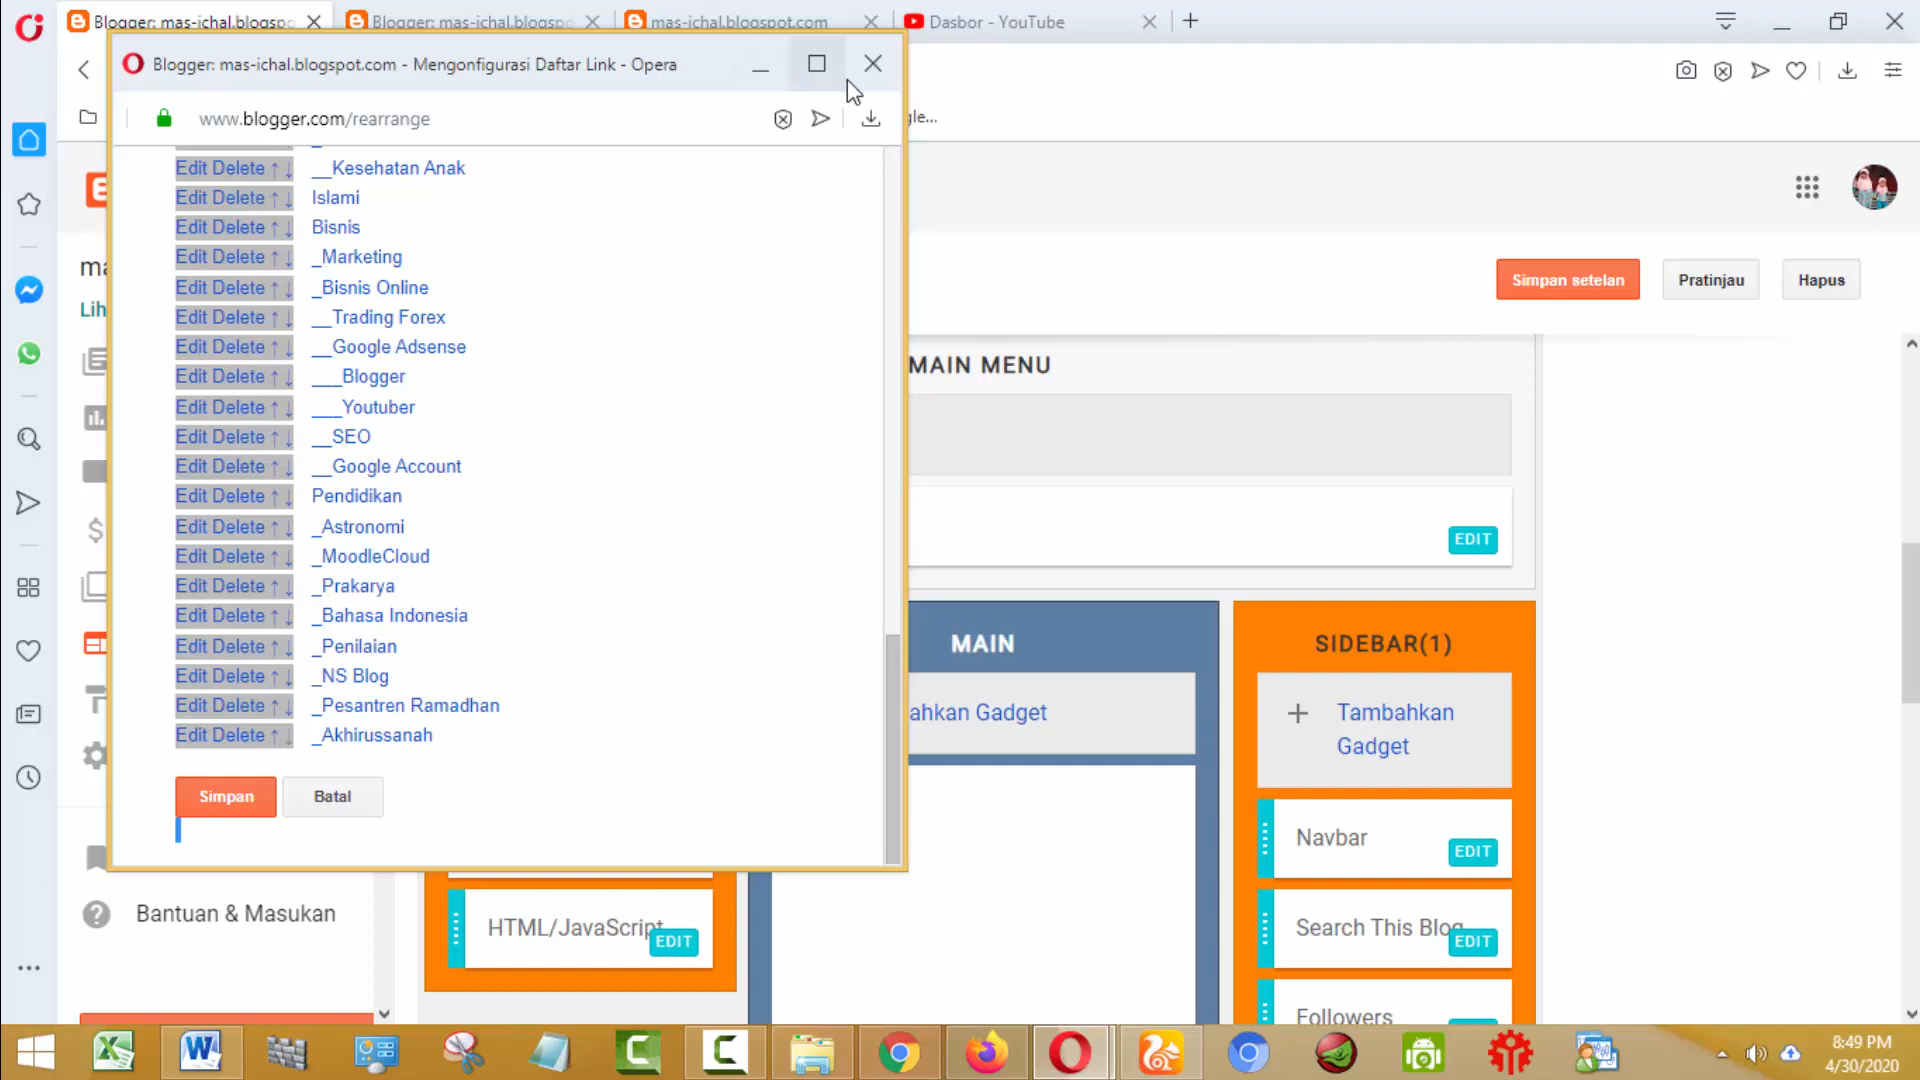 Blogger: mas-ichal.blogspo
Blogger: mas-ichal.blogspo
mas-ichal.blogspot.com
Dasbor - YouTube
Blogger: mas-ichal.blogspot.com - Mengonfigurasi Daftar Link - Opera
www.blogger.com/rearrange
gle...
Edit Delete ↑ ↓ __Kesehatan Anak
Edit Delete ↑ ↓ Islami
Edit Delete ↑ ↓ Bisnis
Edit Delete ↑ ↓ _Marketing
Edit Delete ↑ ↓ _Bisnis Online
Edit Delete ↑ ↓ __Trading Forex
Edit Delete ↑ ↓ __Google Adsense
Edit Delete ↑ ↓ ___Blogger
Edit Delete ↑ ↓ ___Youtuber
Edit Delete ↑ ↓ __SEO
Edit Delete ↑ ↓ __Google Account
Edit Delete ↑ ↓ Pendidikan
Edit Delete ↑ ↓ _Astronomi
Edit Delete ↑ ↓ _MoodleCloud
Edit Delete ↑ ↓ _Prakarya
Edit Delete ↑ ↓ _Bahasa Indonesia
Edit Delete ↑ ↓ _Penilaian
Edit Delete ↑ ↓ _NS Blog
Edit Delete ↑ ↓ _Pesantren Ramadhan
Edit Delete ↑ ↓ _Akhirussanah
Simpan Batal
ma
Lih
Simpan setelan Pratinjau Hapus
MAIN MENU
EDIT
MAIN
ahkan Gadget
SIDEBAR(1)
Tambahkan
Gadget
Navbar
EDIT
Search This Blog
EDIT
Followers
HTML/JavaScript
EDIT
Bantuan & Masukan
8:49 PM
4/30/2020